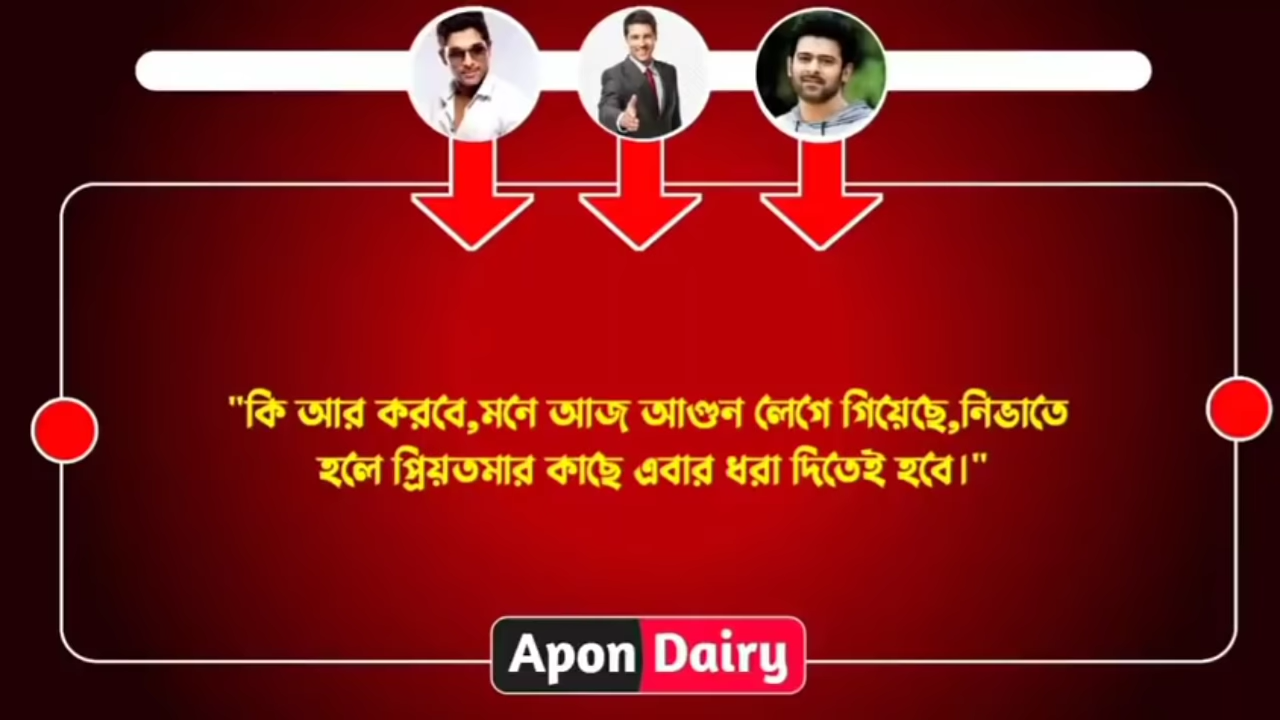 "কি আর করবে,মনে আজ আগুন লেগে গিয়েছে,নিভাতে
হলে প্রিয়তমার কাছে এবার ধরা দিতেই হবে।"
Apon Dairy